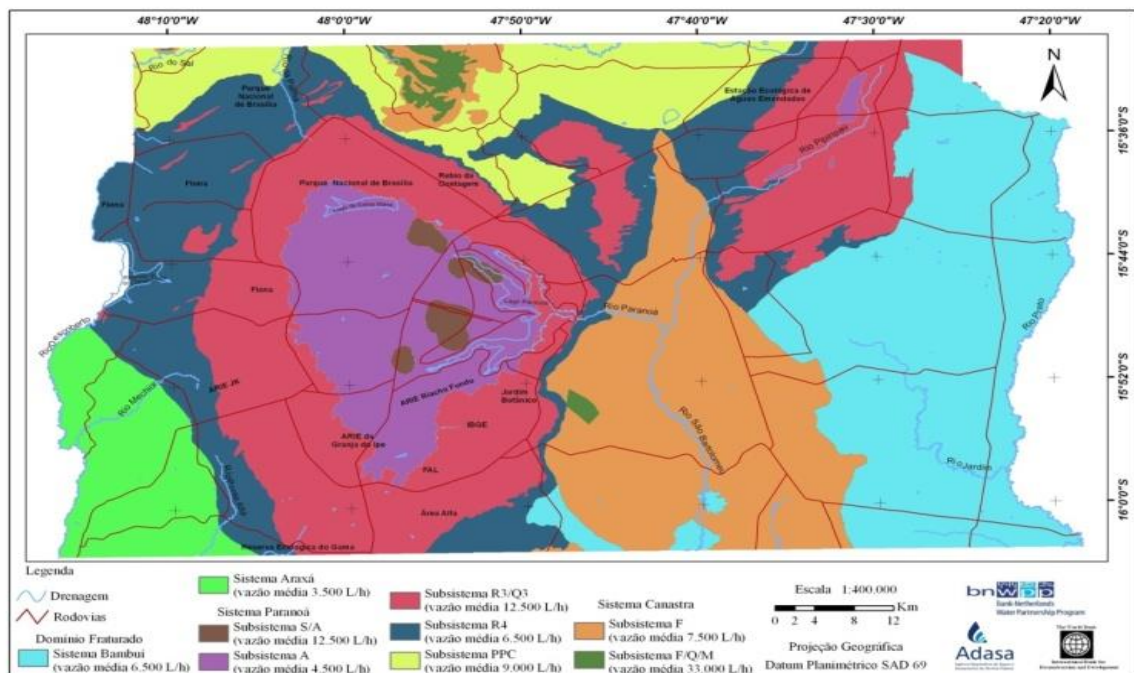 48°10'0"W 48°0'0"W 47°50'0"W 47°40'0"W 47°30'0"W 47°20'0"W
Rio do Sal
Parque
Nacional
de Brasília
Estação Ecológica de
Águas Emendadas
N
15°36'0"S
Rio Pipiripau
Flona
Parque Nacional de Brasília
Flona
15°44'0"S
Flona
Lago Paranoá
Rio Paranoá
Rio Preto
15°52'0"S
Rio Melchior
ARIE JK
ARIE Riacho Fundo
Jardim
Botânico
ARIE da
Granja do Ipe
IBGE
Rio São Batolomeu
FAL
Rio Jardim
16°0'0"S
Área Alfa
Reserva Ecologica do Gama
Legenda
Drenagem
Rodovias
Domínio Fraturado
Sistema Bambuí
(vazão média 6.500 L/h)
Sistema Araxá
(vazão média 3.500 L/h)
Sistema Paranoá
Subsistema S/A
(vazão média 12.500 L/h)
Subsistema A
(vazão média 4.500 L/h)
Subsistema R3/Q3
(vazão média 12.500 L/h)
Subsistema R4
(vazão média 6.500 L/h)
Subsistema PPC
(vazão média 9.000 L/h)
Sistema Canastra
Subsistema F
(vazão média 7.500 L/h)
Subsistema F/Q/M
(vazão média 33.000 L/h)
Escala 1:400.000
0 2 4 8 12 Km
Projeção Geográfica
Datum Planimétrico SAD 69
bnwpp
Bank-Netherlands
Water Partnership Program
Adasa
The World Bank